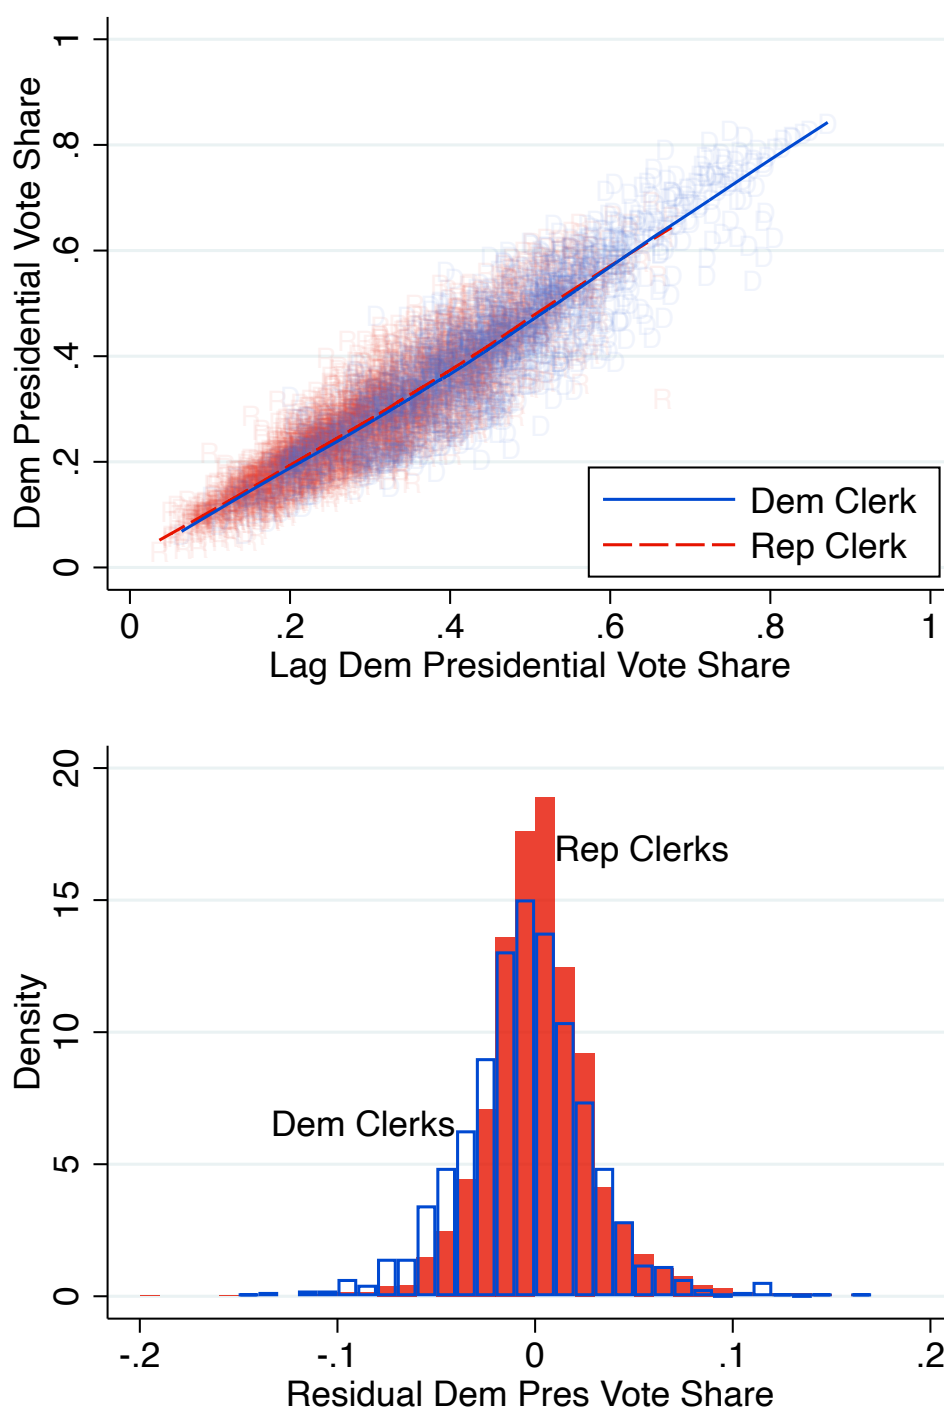 Dem Presidential Vote Share
1
.8
.6
.4
.2
0
Dem Clerk
Rep Clerk
0 .2 .4 .6 .8 1
Lag Dem Presidential Vote Share
Density
20
15
10
5
0
Rep Clerks
Dem Clerks
-.2 -.1 0 .1 .2
Residual Dem Pres Vote Share